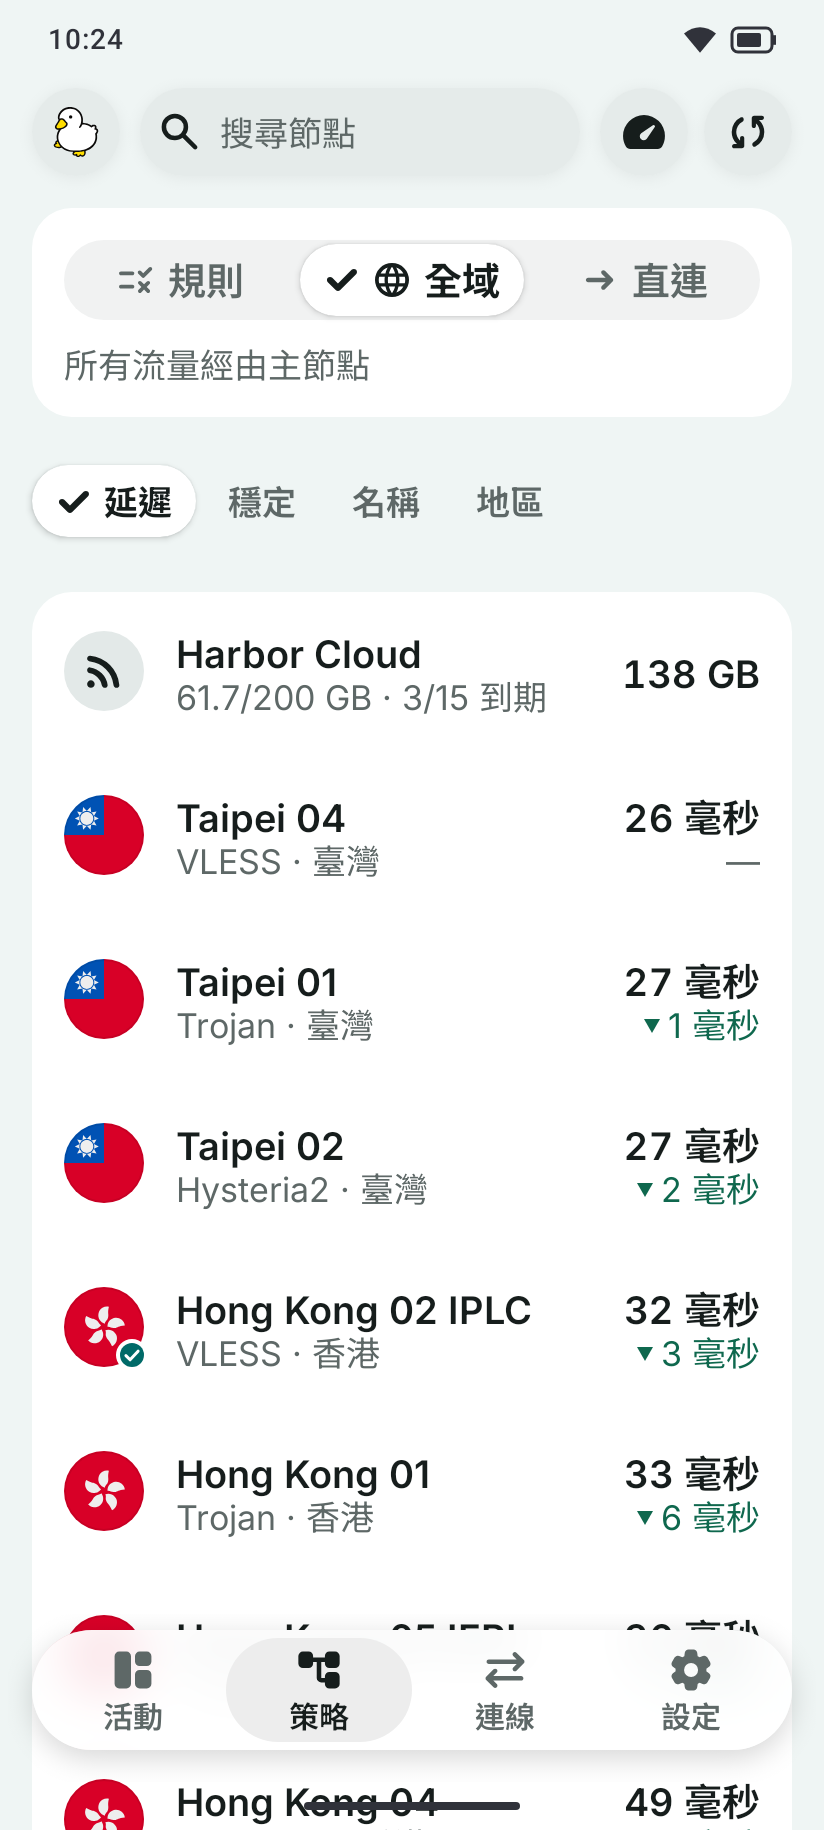 10:24
搜尋節點
規則
全域
直連
所有流量經由主節點
延遲
穩定
名稱
地區
Harbor Cloud
138 GB
61.7/200 GB · 3/15 到期
Taipei 04
26 毫秒
VLESS · 臺灣
—
Taipei 01
27 毫秒
Trojan · 臺灣
▼1 毫秒
Taipei 02
27 毫秒
Hysteria2 · 臺灣
▼2 毫秒
Hong Kong 02 IPLC
32 毫秒
VLESS · 香港
▼3 毫秒
Hong Kong 01
33 毫秒
Trojan · 香港
▼6 毫秒
活動
策略
連線
設定
Hong Kong 04
49 毫秒